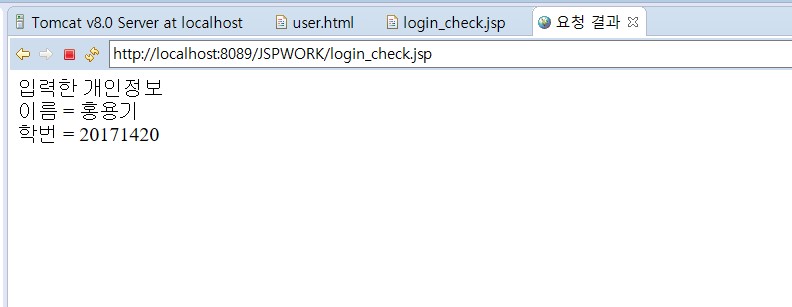 Tomcat v8.0 Server at localhost user.html login_check.jsp 요청 결과
http://localhost:8089/JSPWORK/login_check.jsp
입력한 개인정보
이름 = 홍용기
학번 = 20171420